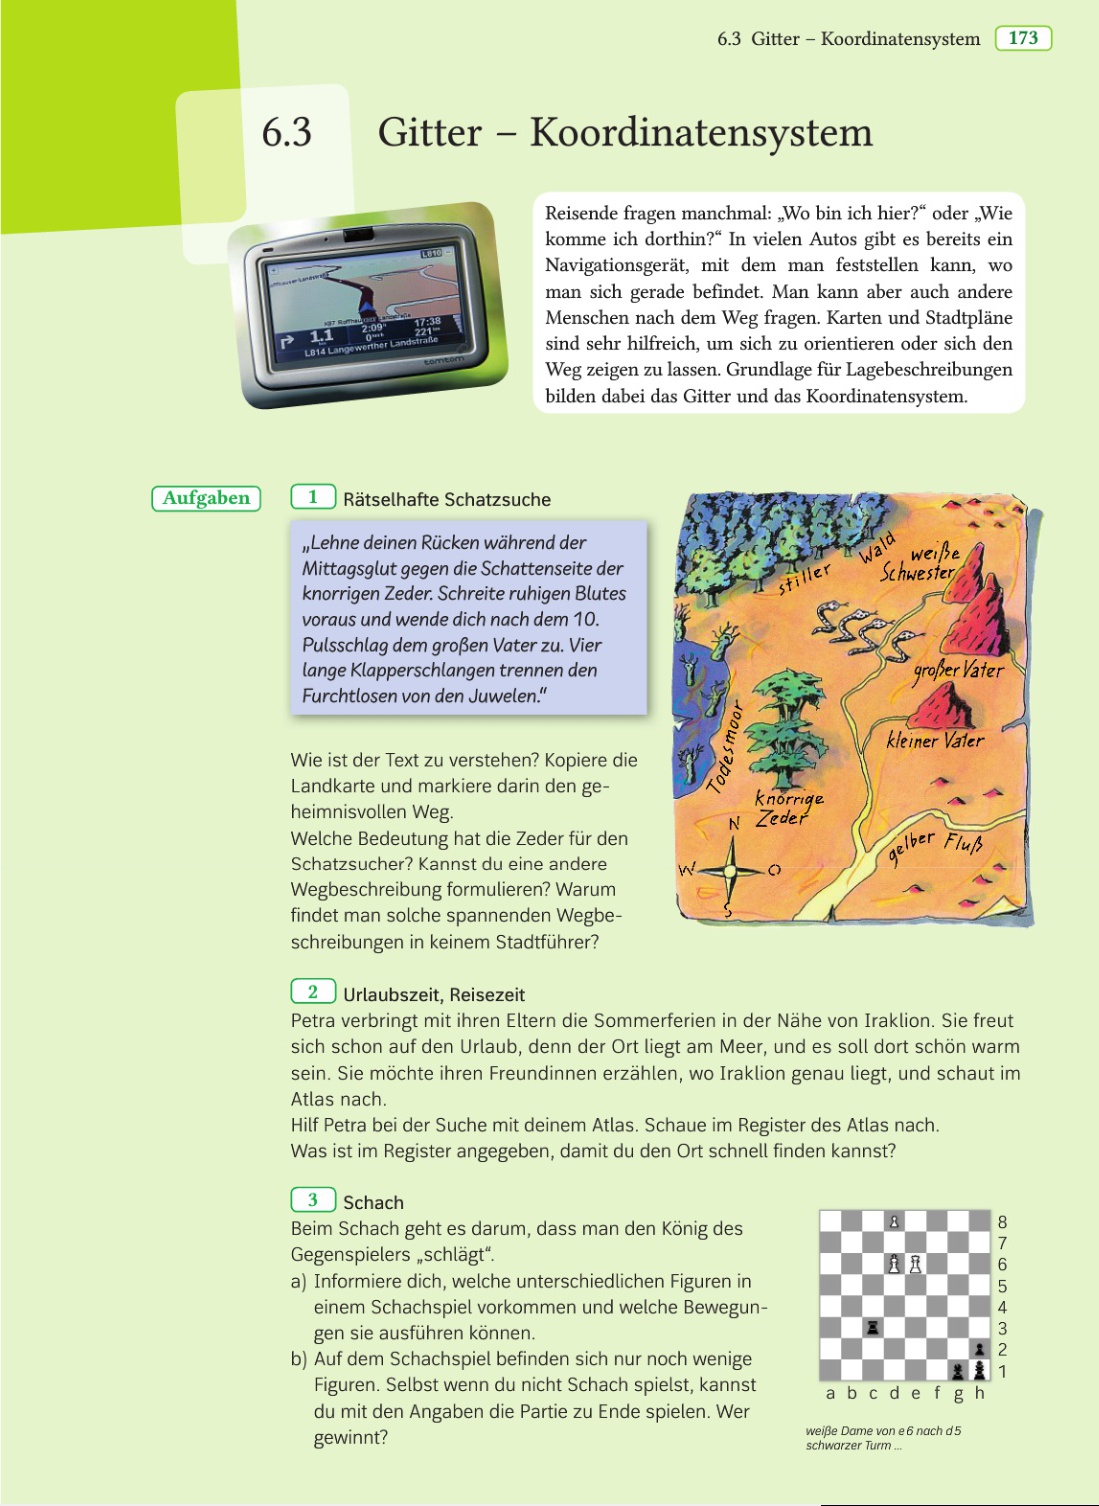 6.3 Gitter – Koordinatensystem 173
6.3 Gitter – Koordinatensystem
Reisende fragen manchmal: „Wo bin ich hier?“ oder „Wie
komme ich dorthin?“ In vielen Autos gibt es bereits ein
Navigationsgerät, mit dem man feststellen kann, wo
man sich gerade befindet. Man kann aber auch andere
Menschen nach dem Weg fragen. Karten und Stadtpläne
sind sehr hilfreich, um sich zu orientieren oder sich den
Weg zeigen zu lassen. Grundlage für Lagebeschreibungen
bilden dabei das Gitter und das Koordinatensystem.
L810
1.1
2:09
17:38
221
L814 Langewerther Landstraße
tomtom
Aufgaben
1 Rätselhafte Schatzsuche
„Lehne deinen Rücken während der
Mittagsglut gegen die Schattenseite der
knorrigen Zeder. Schreite ruhigen Blutes
voraus und wende dich nach dem 10.
Pulsschlag dem großen Vater zu. Vier
lange Klapperschlangen trennen den
Furchtlosen von den Juwelen.“
Wie ist der Text zu verstehen? Kopiere die
Landkarte und markiere darin den ge-
heimnisvollen Weg.
Welche Bedeutung hat die Zeder für den
Schatzsucher? Kannst du eine andere
Wegbeschreibung formulieren? Warum
findet man solche spannenden Wegbe-
schreibungen in keinem Stadtführer?
stiller Wald
weiße
Schwester
großer Vater
kleiner Vater
Todesmoor
knorrige
Zeder
gelber Fluß
N
W O
S
2 Urlaubszeit, Reisezeit
Petra verbringt mit ihren Eltern die Sommerferien in der Nähe von Iraklion. Sie freut
sich schon auf den Urlaub, denn der Ort liegt am Meer, und es soll dort schön warm
sein. Sie möchte ihren Freundinnen erzählen, wo Iraklion genau liegt, und schaut im
Atlas nach.
Hilf Petra bei der Suche mit deinem Atlas. Schaue im Register des Atlas nach.
Was ist im Register angegeben, damit du den Ort schnell finden kannst?
3 Schach
Beim Schach geht es darum, dass man den König des
Gegenspielers „schlägt“.
a) Informiere dich, welche unterschiedlichen Figuren in
einem Schachspiel vorkommen und welche Bewegun-
gen sie ausführen können.
b) Auf dem Schachspiel befinden sich nur noch wenige
Figuren. Selbst wenn du nicht Schach spielst, kannst
du mit den Angaben die Partie zu Ende spielen. Wer
gewinnt?
8
7
6
5
4
3
2
1
a b c d e f g h
weiße Dame von e6 nach d5
schwarzer Turm ...